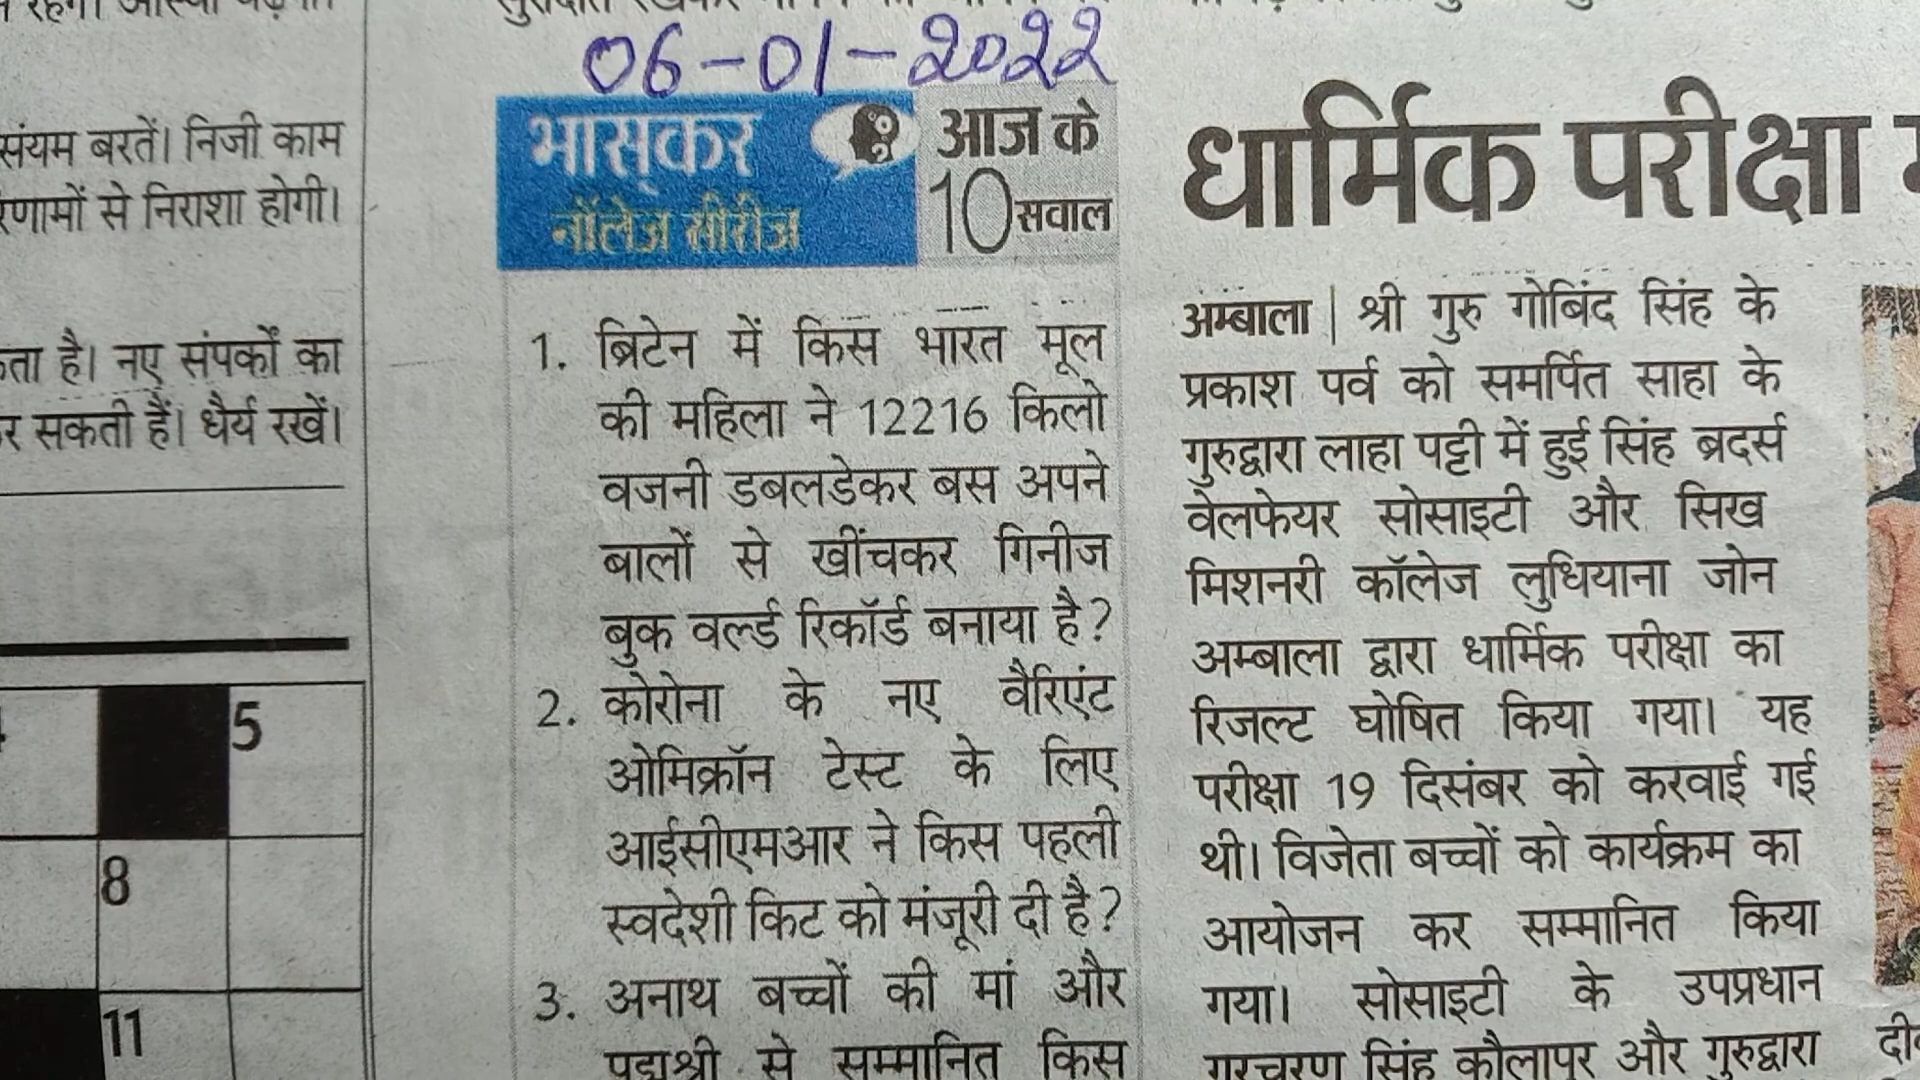 06-01-2022
संयम बरतें। निजी काम
से निराशा होगी।
है। नए संपर्कों का
सकती हैं। धैर्य रखें।
5
8
11
भास्कर
नॉलेज सीरीज
आज के
10 सवाल
1. ब्रिटेन में किस भारत मूल
की महिला ने 12216 किलो
वजनी डबलडेकर बस अपने
बालों से खींचकर गिनीज
बुक वर्ल्ड रिकॉर्ड बनाया है?
2. कोरोना के नए वैरिएंट
ओमिक्रॉन टेस्ट के लिए
आईसीएमआर ने किस पहली
स्वदेशी किट को मंजूरी दी है?
3. अनाथ बच्चों की मां और
पद्मश्री से सम्मानित किस
धार्मिक परीक्षा
अम्बाला | श्री गुरु गोबिंद सिंह के
प्रकाश पर्व को समर्पित साहा के
गुरुद्वारा लाहा पट्टी में हुई सिंह ब्रदर्स
वेलफेयर सोसाइटी और सिख
मिशनरी कॉलेज लुधियाना जोन
अम्बाला द्वारा धार्मिक परीक्षा का
रिजल्ट घोषित किया गया। यह
परीक्षा 19 दिसंबर को करवाई गई
थी। विजेता बच्चों को कार्यक्रम का
आयोजन कर सम्मानित किया
गया। सोसाइटी के उपप्रधान
गुरचरण सिंह कौलापुर और गुरुद्वारा